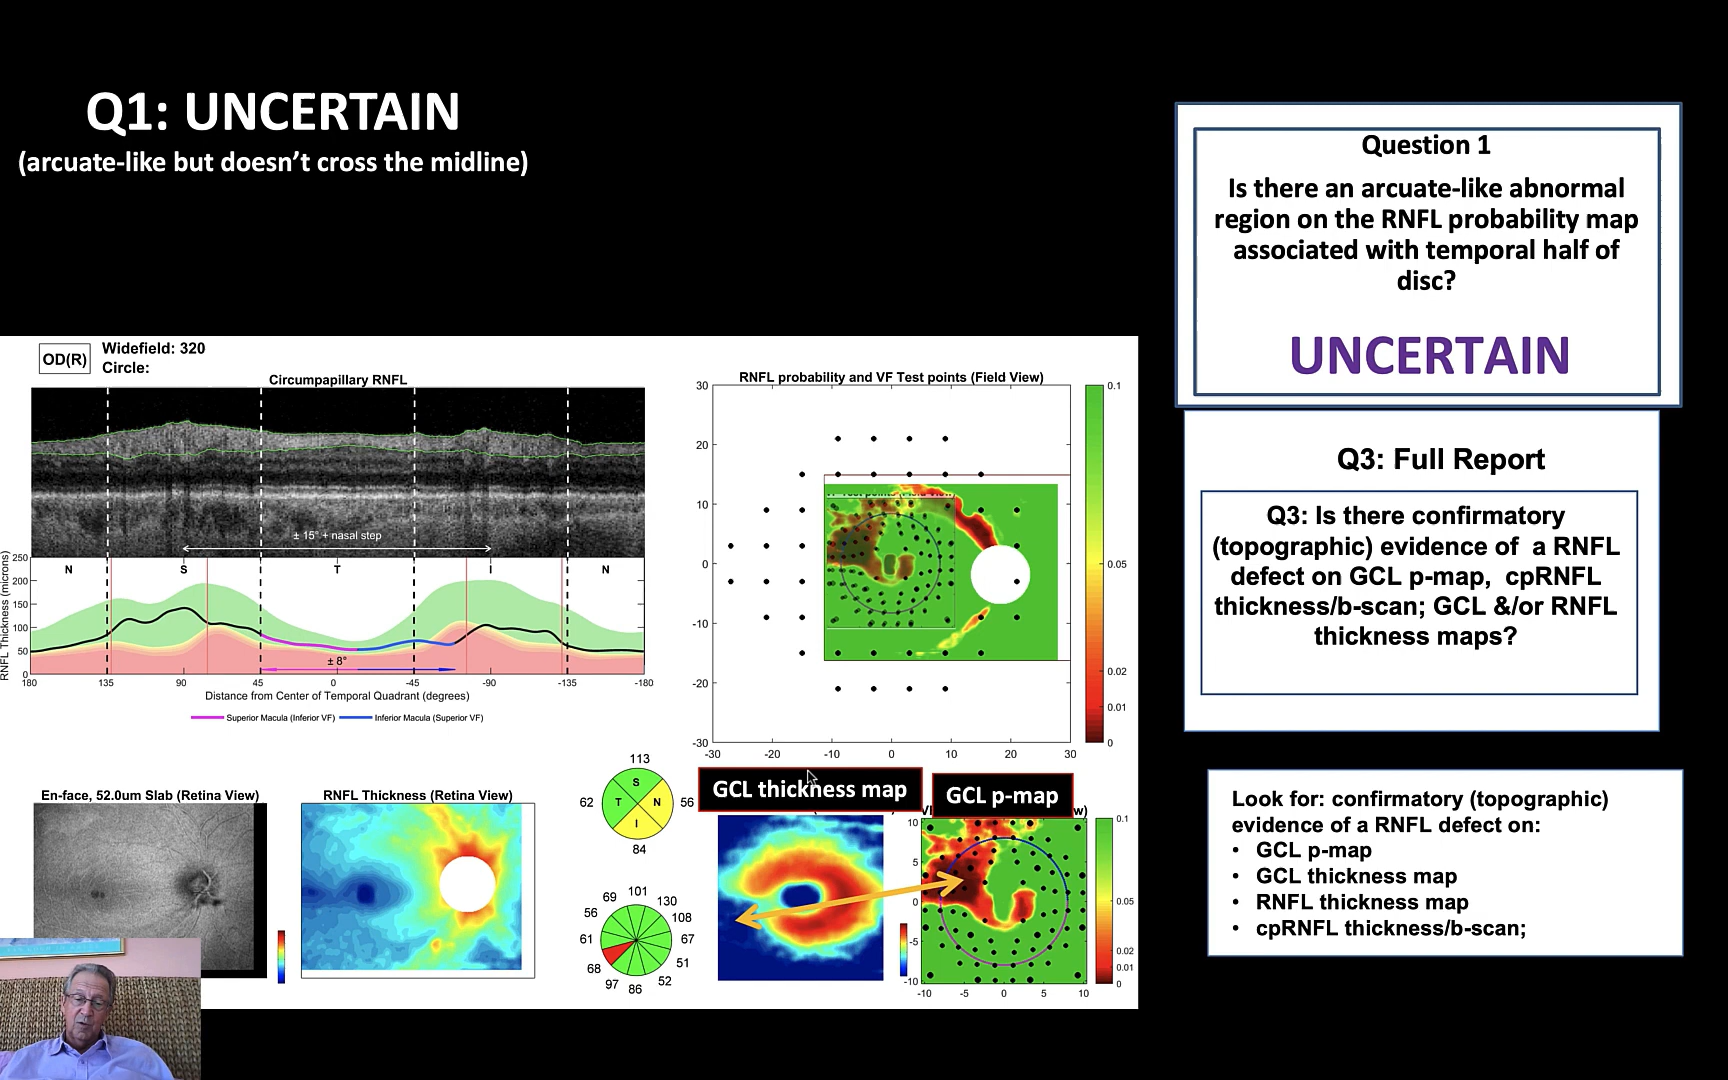 Q1: UNCERTAIN
(arcuate-like but doesn’t cross the midline)
Question 1
Is there an arcuate-like abnormal
region on the RNFL probability map
associated with temporal half of
disc?
UNCERTAIN
Q3: Full Report
Q3: Is there confirmatory
(topographic) evidence of a RNFL
defect on GCL p-map, cpRNFL
thickness/b-scan; GCL &/or RNFL
thickness maps?
Look for: confirmatory (topographic)
evidence of a RNFL defect on:
• GCL p-map
• GCL thickness map
• RNFL thickness map
• cpRNFL thickness/b-scan;
OD(R)
Widefield: 320
Circle:
Circumpapillary RNFL
± 15° + nasal step
RNFL Thickness (microns)
250
200
150
100
50
0
N S T I N
± 8°
180 135 90 45 0 -45 -90 -135 -180
Distance from Center of Temporal Quadrant (degrees)
Superior Macula (Inferior VF) Inferior Macula (Superior VF)
RNFL probability and VF Test points (Field View)
30
20
10
0
-10
-20
-30
-30 -20 -10 0 10 20 30
0.1
0.05
0.02
0.01
0
En-face, 52.0um Slab (Retina View)
RNFL Thickness (Retina View)
113
62 S T N I 56
84
101
69 130
56 108
61 67
68 51
97 52
86
GCL thickness map
GCL p-map
10
5
0
-5
-10
-10 -5 0 5 10
0.1
0.05
0.02
0.01
0